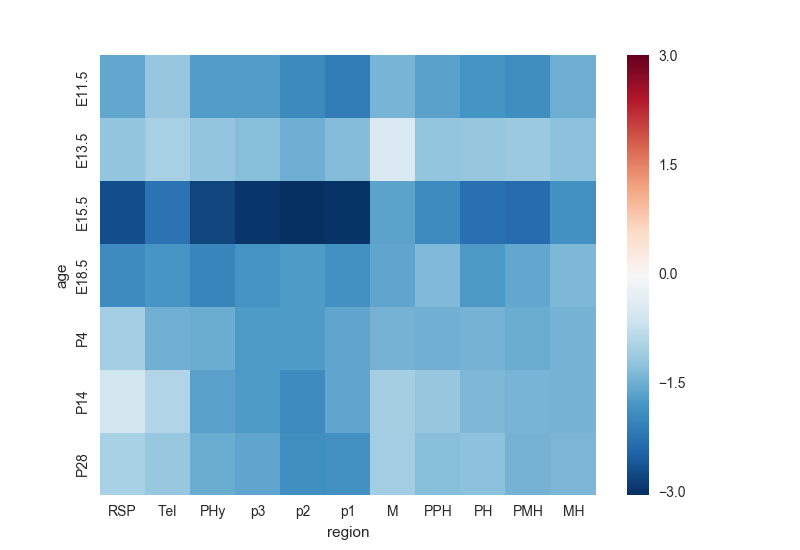 age
E11.5
E13.5
E15.5
E18.5
P4
P14
P28
RSP Tel PHy p3 p2 p1 M PPH PH PMH MH
region
3.0
1.5
0.0
−1.5
−3.0